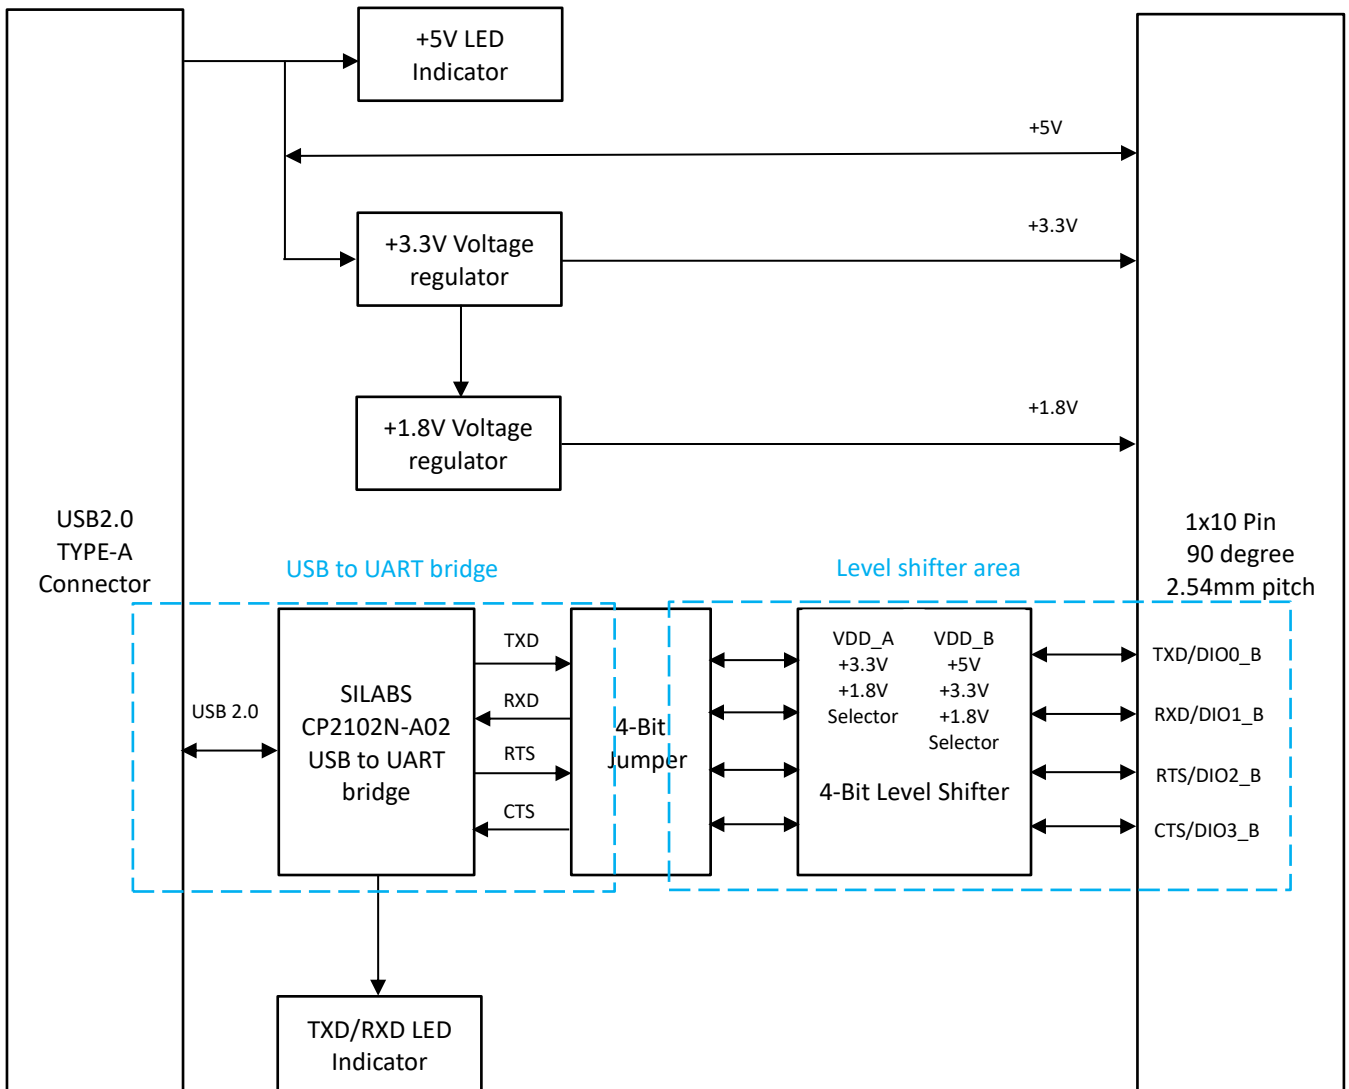 +5V LED
Indicator
+5V
+3.3V Voltage
regulator
+3.3V
+1.8V Voltage
regulator
+1.8V
USB2.0
TYPE-A
Connector
1x10 Pin
90 degree
2.54mm pitch
USB to UART bridge
Level shifter area
USB 2.0
SILABS
CP2102N-A02
USB to UART
bridge
TXD
RXD
RTS
CTS
4-Bit
Jumper
VDD_A
+3.3V
+1.8V
Selector
VDD_B
+5V
+3.3V
+1.8V
Selector
4-Bit Level Shifter
TXD/DIO0_B
RXD/DIO1_B
RTS/DIO2_B
CTS/DIO3_B
TXD/RXD LED
Indicator